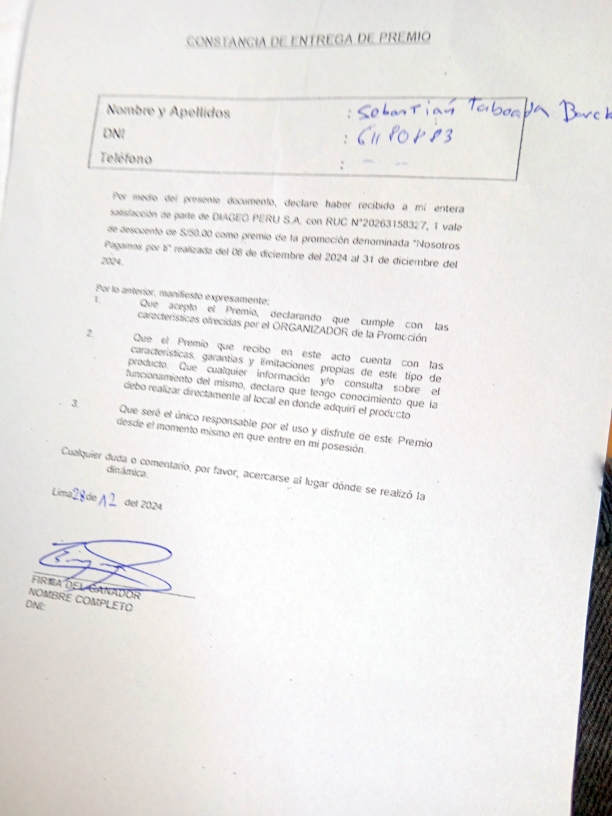 CONSTANCIA DE ENTREGA DE PREMIO
Nombre y Apellidos : Sebastián Taboada
DNI :
Teléfono : - -
Por medio del presente documento, declaro haber recibido a mi entera
satisfacción de parte de DIAGEO PERU S.A. con RUC N°20263158327, 1 vale
de descuento de S/50.00 como premio de la promoción denominada "Nosotros
Pagamos por ti" realizada del 06 de diciembre del 2024 al 31 de diciembre del
2024.
Por lo anterior, manifiesto expresamente:
1. Que acepto el Premio, declarando que cumple con las
características ofrecidas por el ORGANIZADOR de la Promoción
2. Que el Premio que recibo en este acto cuenta con las
características, garantías y limitaciones propias de este tipo de
producto. Que cualquier información y/o consulta sobre el
funcionamiento del mismo, declaro que tengo conocimiento que la
debo realizar directamente al local en donde adquirí el producto
3. Que seré el único responsable por el uso y disfrute de este Premio
desde el momento mismo en que entre en mi posesión.
Cualquier duda o comentario, por favor, acercarse al lugar dónde se realizó la
dinámica.
Lima 28 de 12 del 2024
FIRMA DEL GANADOR
NOMBRE COMPLETO
DNI: